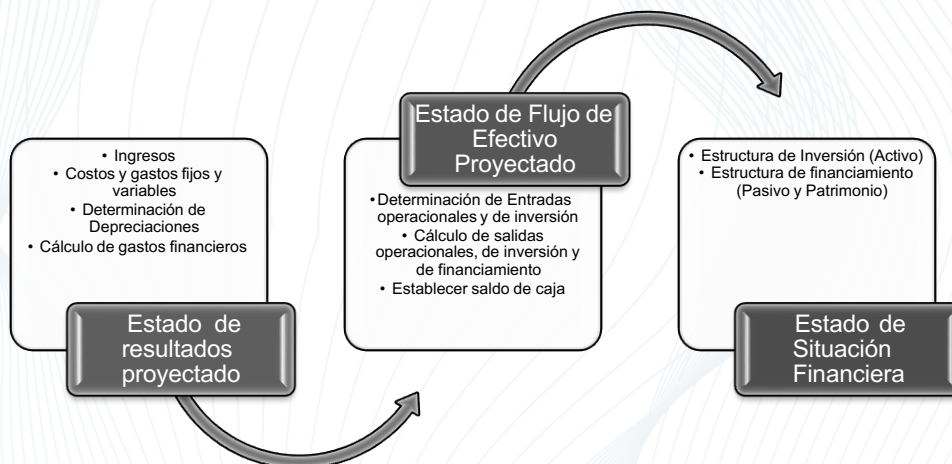 • Ingresos
• Costos y gastos fijos y
variables
• Determinación de
Depreciaciones
• Cálculo de gastos financieros
Estado de
resultados
proyectado
Estado de Flujo de
Efectivo
Proyectado
• Determinación de Entradas
operacionales y de inversión
• Cálculo de salidas
operacionales, de inversión y
de financiamiento
• Establecer saldo de caja
• Estructura de Inversión (Activo)
• Estructura de financiamiento
(Pasivo y Patrimonio)
Estado de
Situación
Financiera